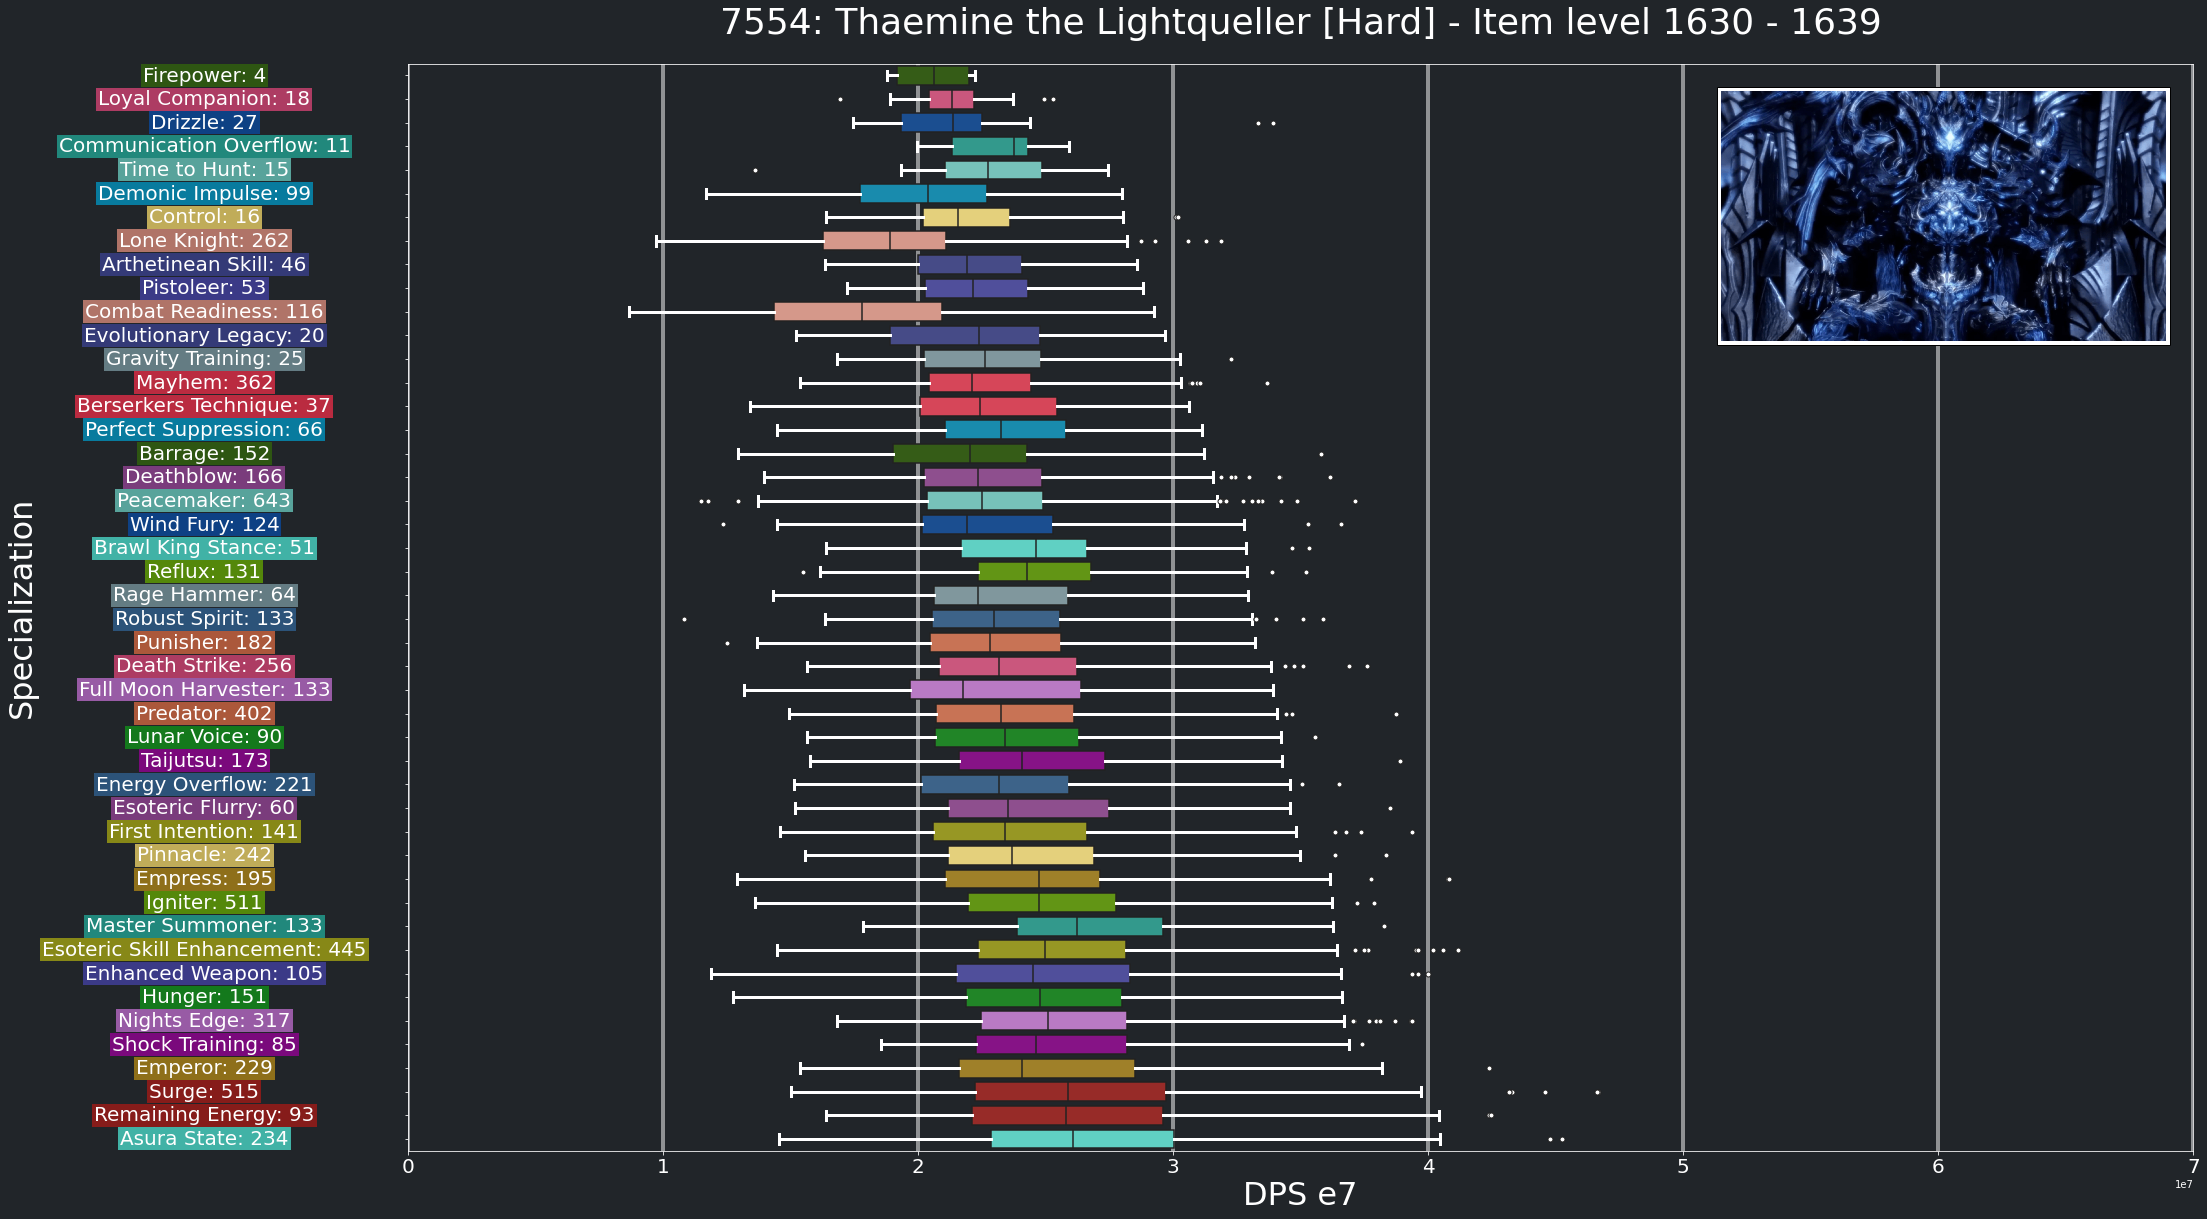 7554: Thaemine the Lightqueller [Hard] - Item level 1630 - 1639
Specialization
Firepower: 4
Loyal Companion: 18
Drizzle: 27
Communication Overflow: 11
Time to Hunt: 15
Demonic Impulse: 99
Control: 16
Lone Knight: 262
Arthetinean Skill: 46
Pistoleer: 53
Combat Readiness: 116
Evolutionary Legacy: 20
Gravity Training: 25
Mayhem: 362
Berserkers Technique: 37
Perfect Suppression: 66
Barrage: 152
Deathblow: 166
Peacemaker: 643
Wind Fury: 124
Brawl King Stance: 51
Reflux: 131
Rage Hammer: 64
Robust Spirit: 133
Punisher: 182
Death Strike: 256
Full Moon Harvester: 133
Predator: 402
Lunar Voice: 90
Taijutsu: 173
Energy Overflow: 221
Esoteric Flurry: 60
First Intention: 141
Pinnacle: 242
Empress: 195
Igniter: 511
Master Summoner: 133
Esoteric Skill Enhancement: 445
Enhanced Weapon: 105
Hunger: 151
Nights Edge: 317
Shock Training: 85
Emperor: 229
Surge: 515
Remaining Energy: 93
Asura State: 234
0 1 2 3 4 5 6 7
1e7
DPS e7